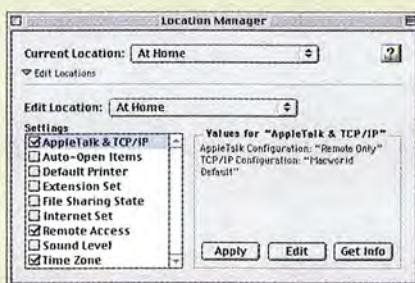 Location Manager
Current Location: At Home
Edit Locations
Edit Location: At Home
Settings
AppleTalk & TCP/IP
Auto-Open Items
Default Printer
Extension Set
File Sharing State
Internet Set
Remote Access
Sound Level
Time Zone
Values for "AppleTalk & TCP/IP"
AppleTalk Configuration: "Remote Only"
TCP/IP Configuration: "Macworld
Default"
Apply Edit Get Info